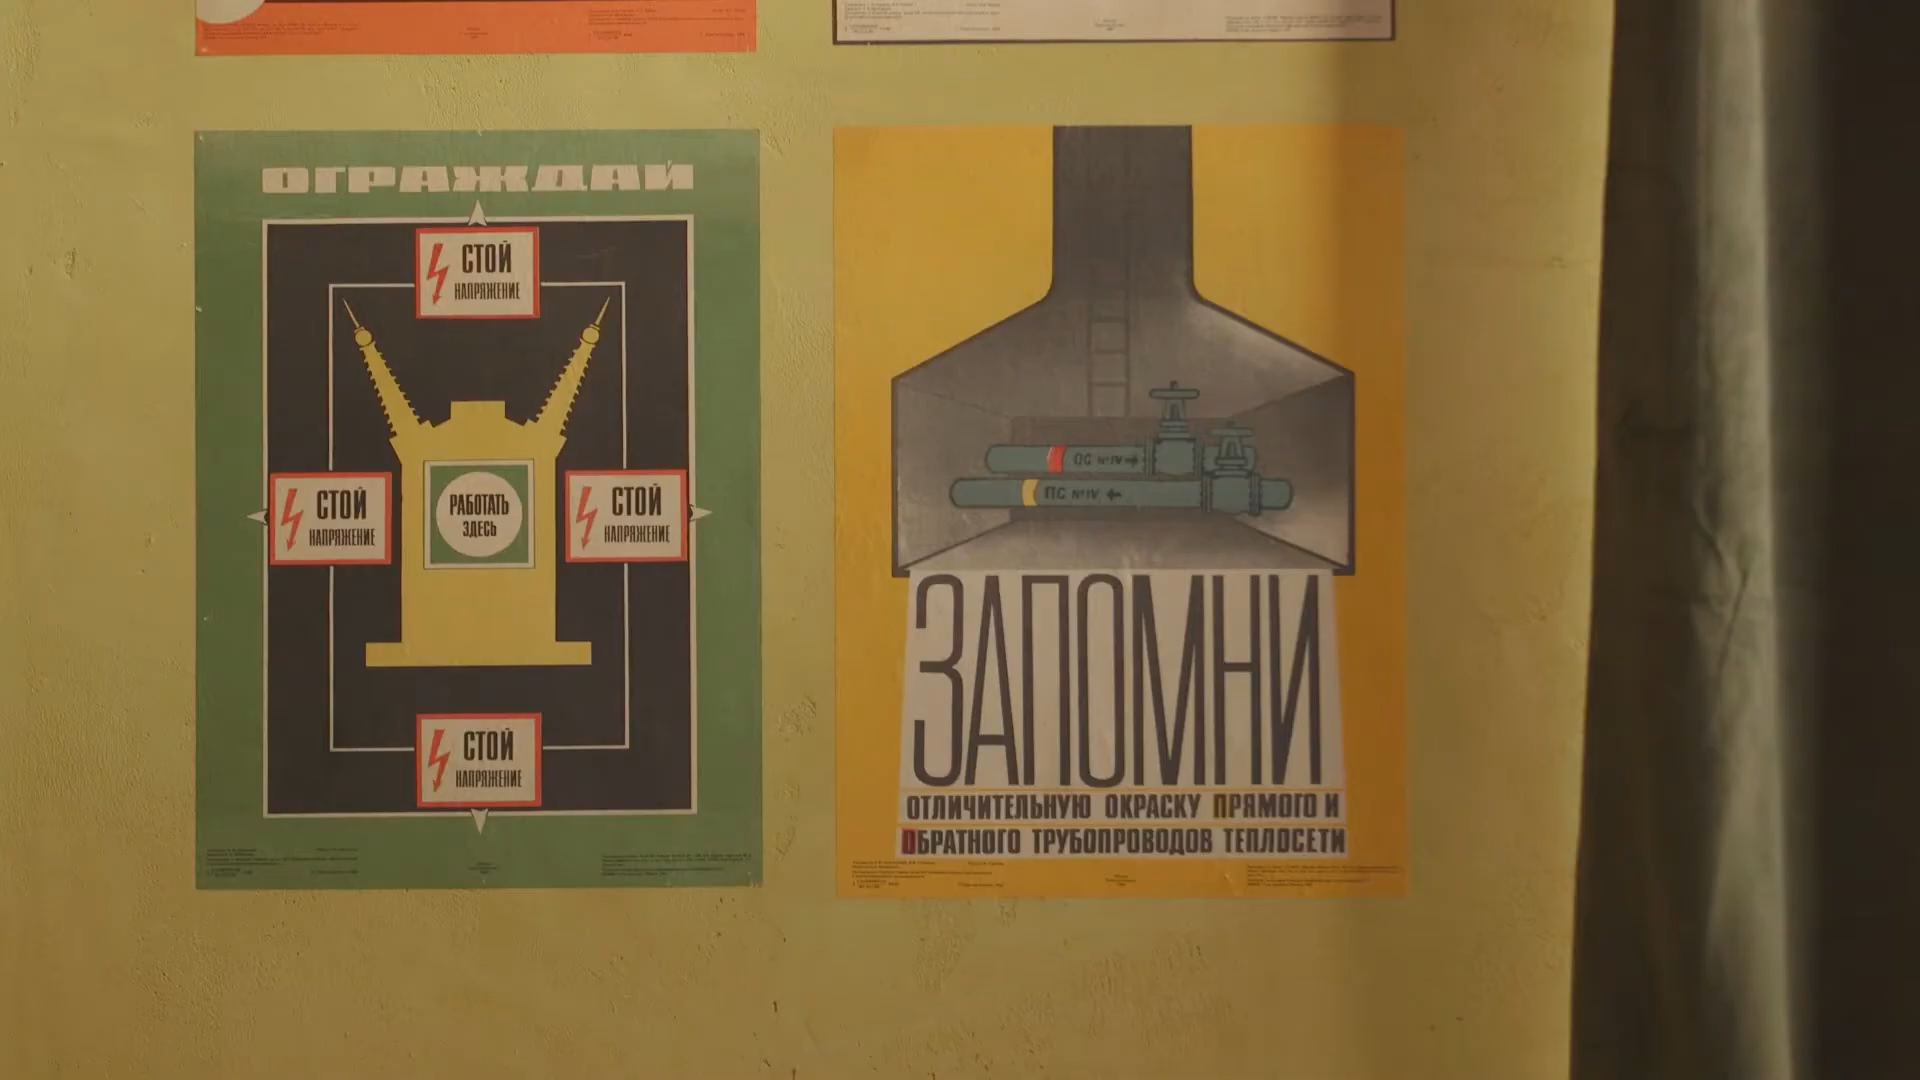 ОГРАЖДАЙ
СТОЙ
НАПРЯЖЕНИЕ
СТОЙ
НАПРЯЖЕНИЕ
РАБОТАТЬ
ЗДЕСЬ
СТОЙ
НАПРЯЖЕНИЕ
СТОЙ
НАПРЯЖЕНИЕ
ОС №IV
ПС №IV
ЗАПОМНИ
ОТЛИЧИТЕЛЬНУЮ ОКРАСКУ ПРЯМОГО И
ОБРАТНОГО ТРУБОПРОВОДОВ ТЕПЛОСЕТИ